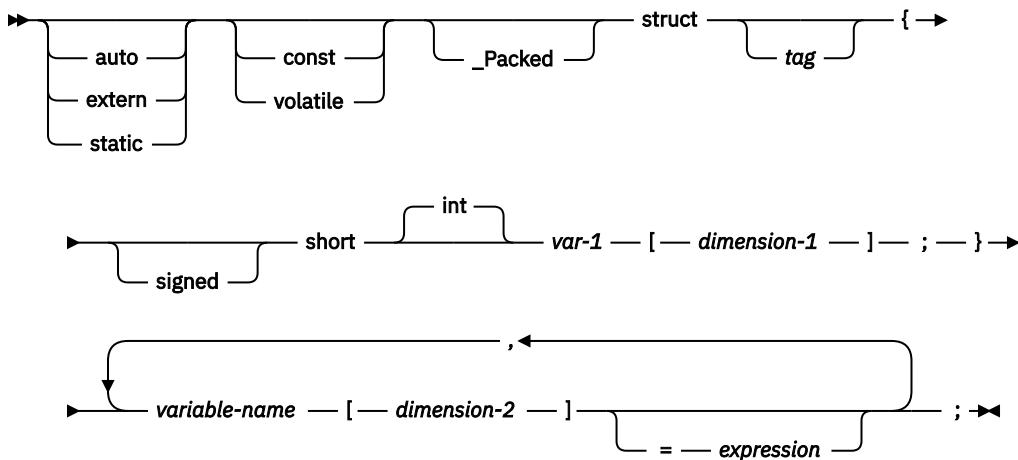 struct {
auto const _Packed tag
extern volatile
static
int
short var-1 [ dimension-1 ] ; }
signed
,
variable-name [ dimension-2 ] ;
= expression